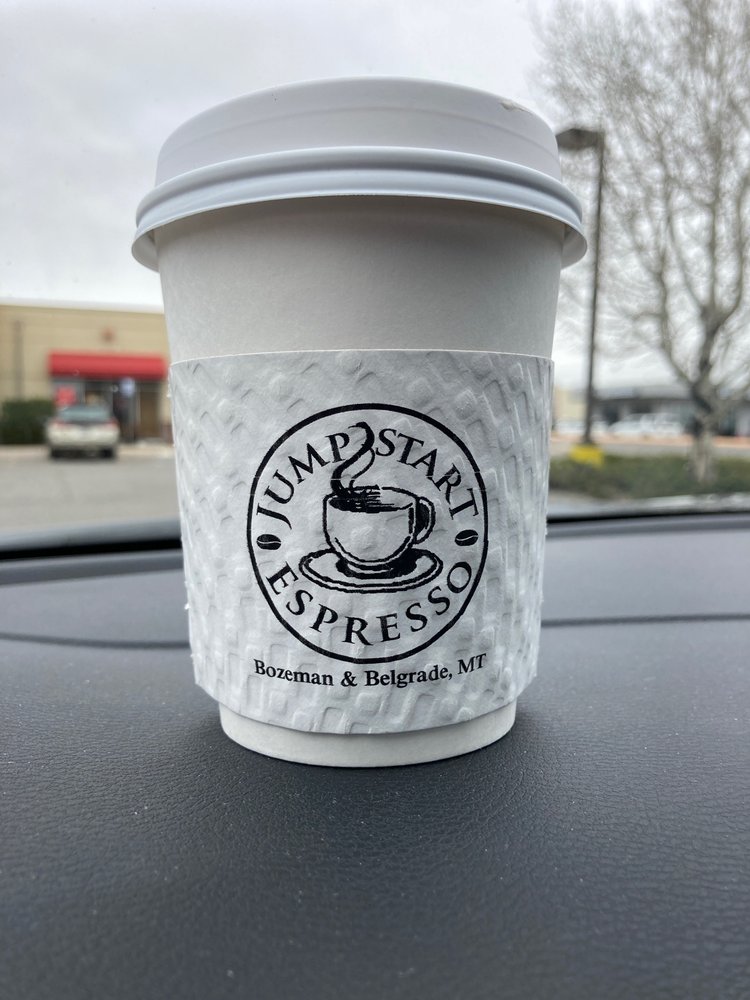 JUMP START
ESPRESSO
Bozeman & Belgrade, MT